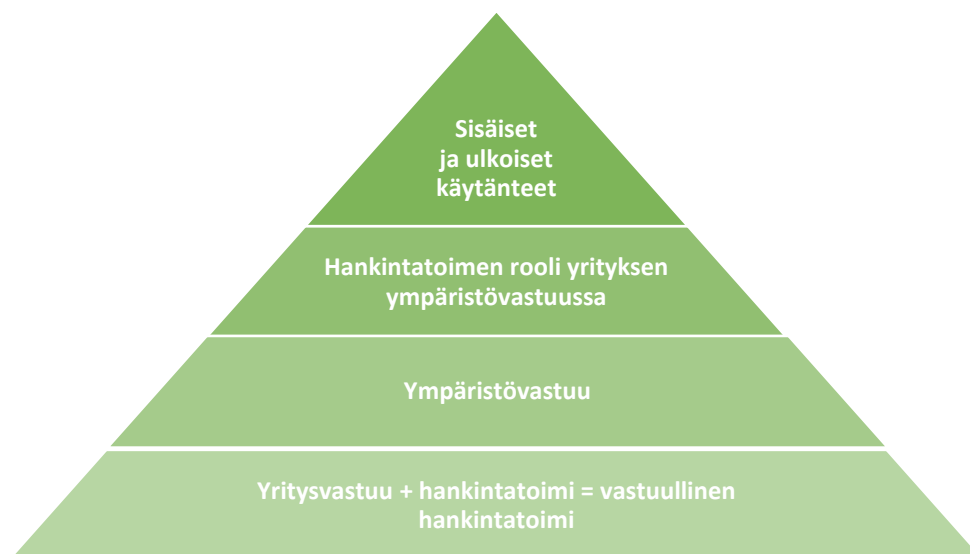 Sisäiset
ja ulkoiset
käytänteet
Hankintatoimen rooli yrityksen
ympäristövastuussa
Ympäristövastuu
Yritysvastuu + hankintatoimi = vastuullinen
hankintatoimi